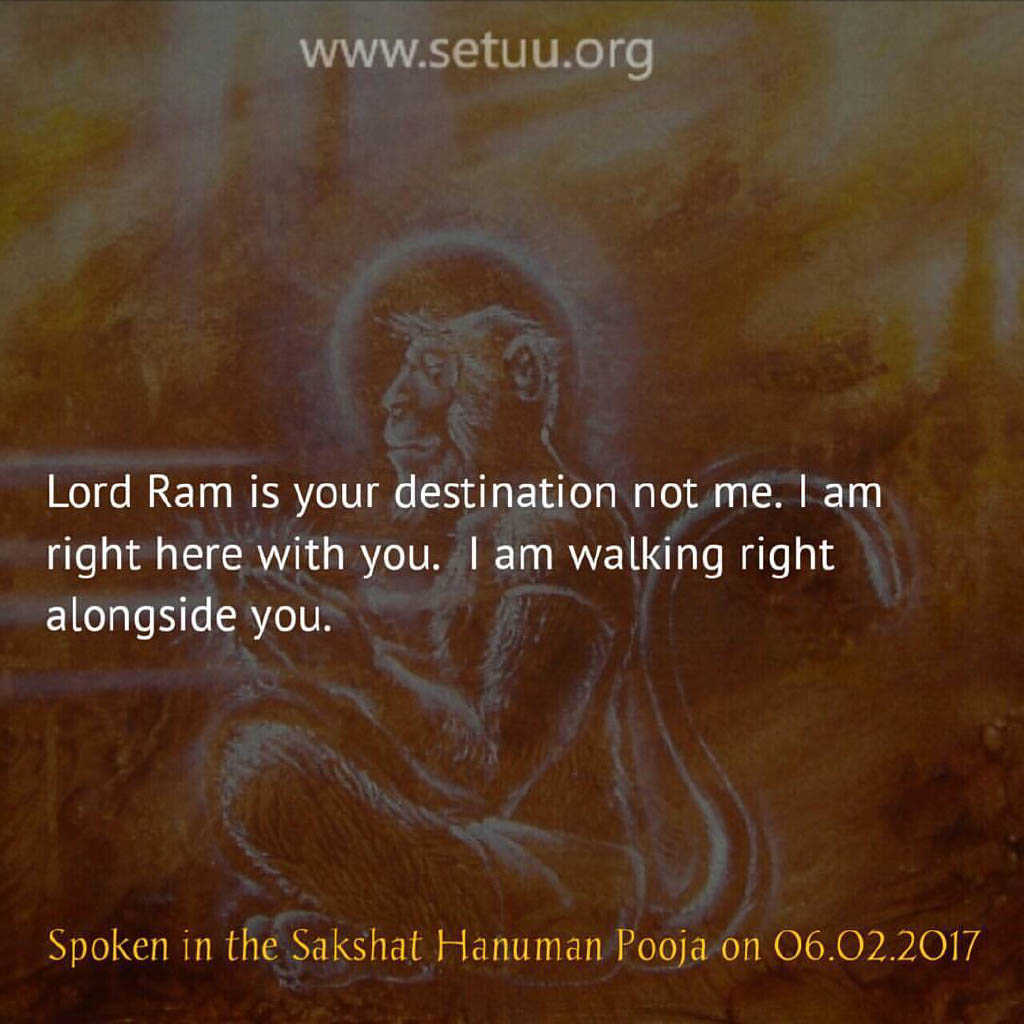 www.setuu.org
Lord Ram is your destination not me. I am
right here with you.  I am walking right
alongside you.
Spoken in the Sakshat Hanuman Pooja on 06.02.2017